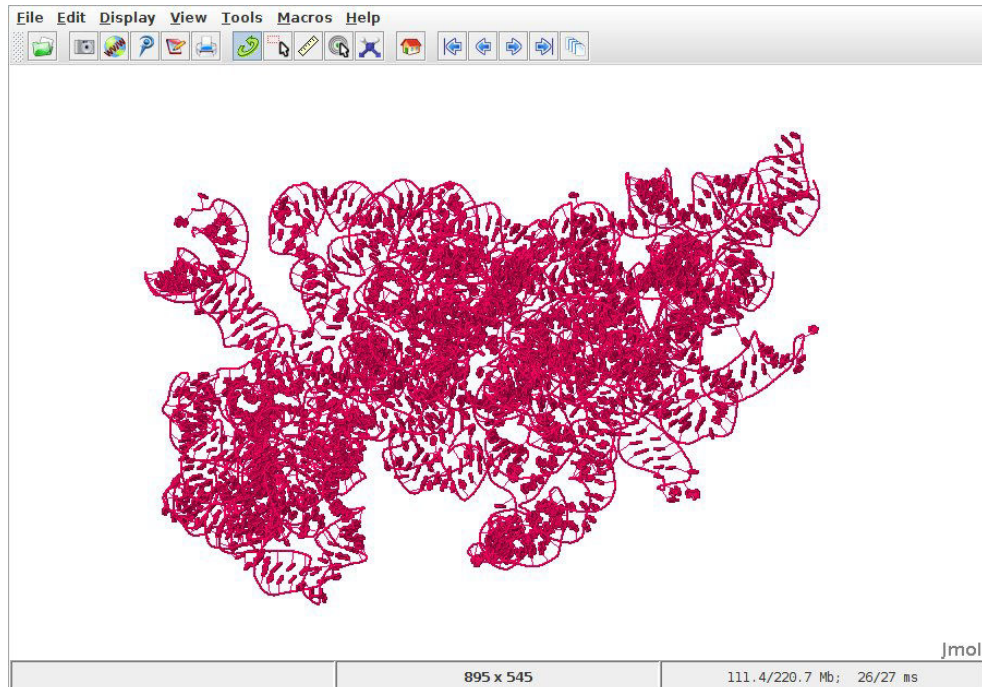 File Edit Display View Tools Macros Help
Jmol
895 x 545
111.4/220.7 Mb; 26/27 ms